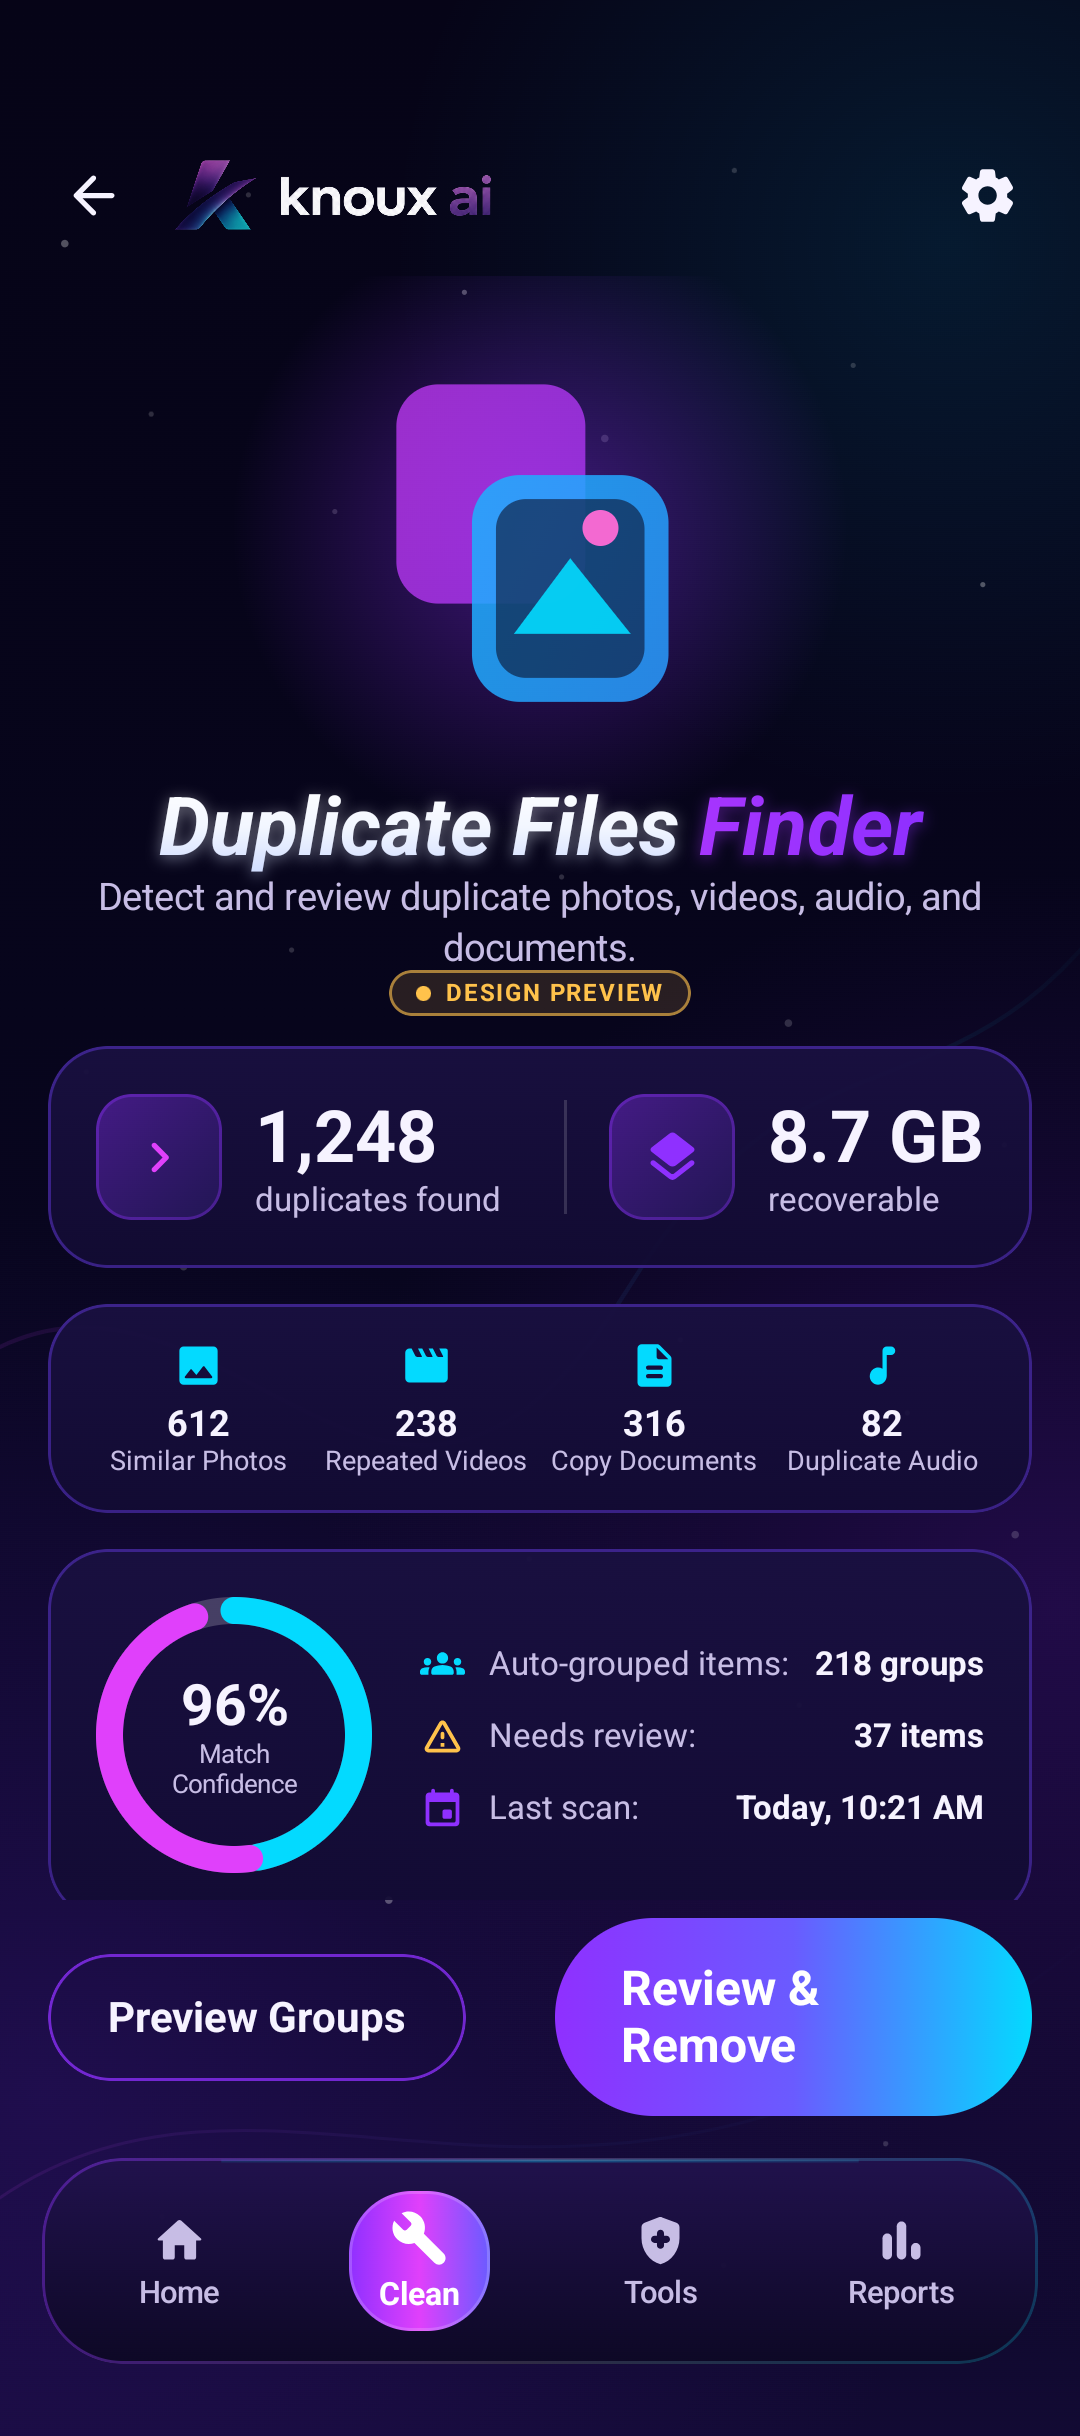 knoux ai
Duplicate Files Finder
Detect and review duplicate photos, videos, audio, and
documents.
DESIGN PREVIEW
1,248
duplicates found
8.7 GB
recoverable
612
Similar Photos
238
Repeated Videos
316
Copy Documents
82
Duplicate Audio
96%
Match
Confidence
Auto-grouped items: 218 groups
Needs review: 37 items
Last scan: Today, 10:21 AM
Preview Groups
Review &
Remove
Home
Clean
Tools
Reports